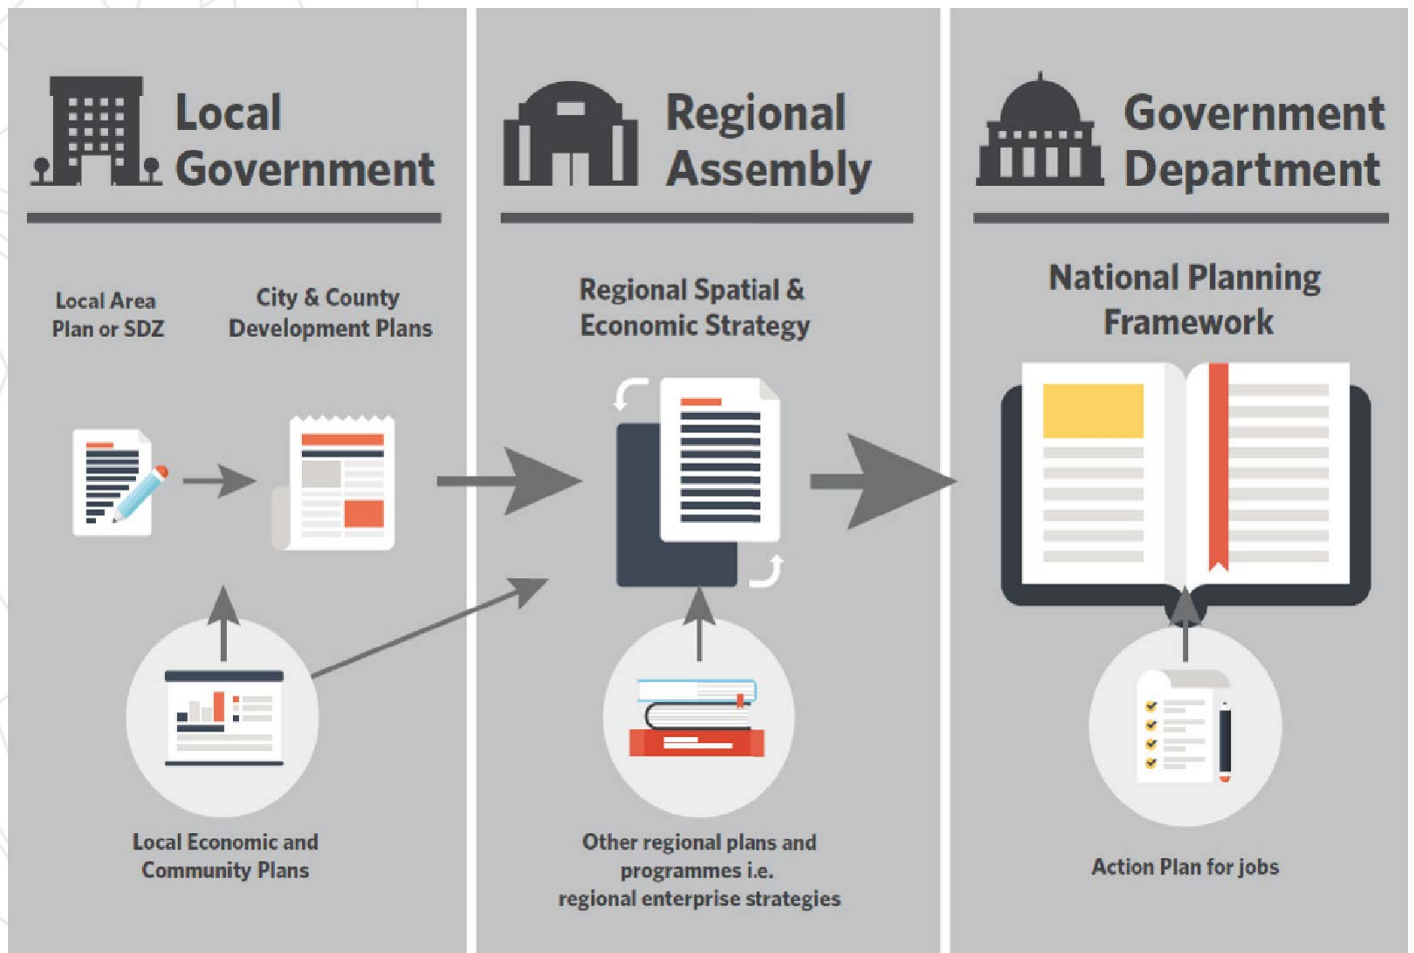 Local
Government
Local Area
Plan or SDZ
City & County
Development Plans
Local Economic and
Community Plans
Regional
Assembly
Regional Spatial &
Economic Strategy
Other regional plans and
programmes i.e.
regional enterprise strategies
Government
Department
National Planning
Framework
Action Plan for jobs